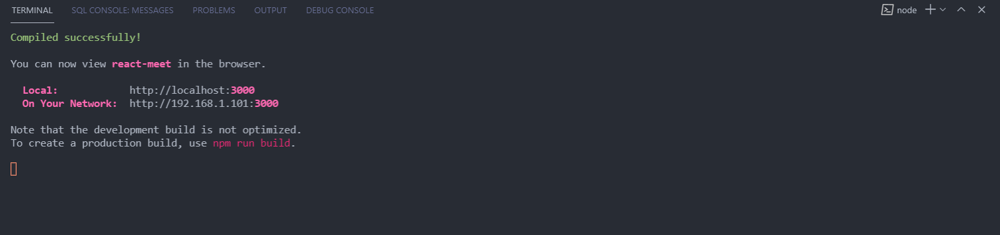 TERMINAL SQL CONSOLE: MESSAGES PROBLEMS OUTPUT DEBUG CONSOLE node
Compiled successfully!
You can now view react-meet in the browser.
Local: http://localhost:3000
On Your Network: http://192.168.1.101:3000
Note that the development build is not optimized.
To create a production build, use npm run build.